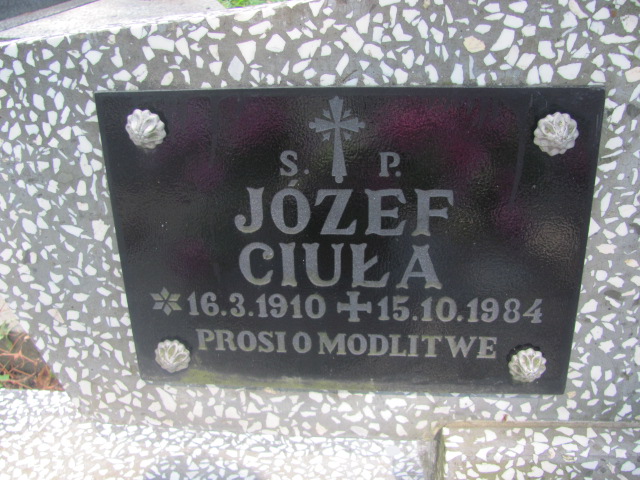 S. P.
JÓZEF
CIUŁA
16.3.1910 15.10.1984
PROSI O MODLITWE